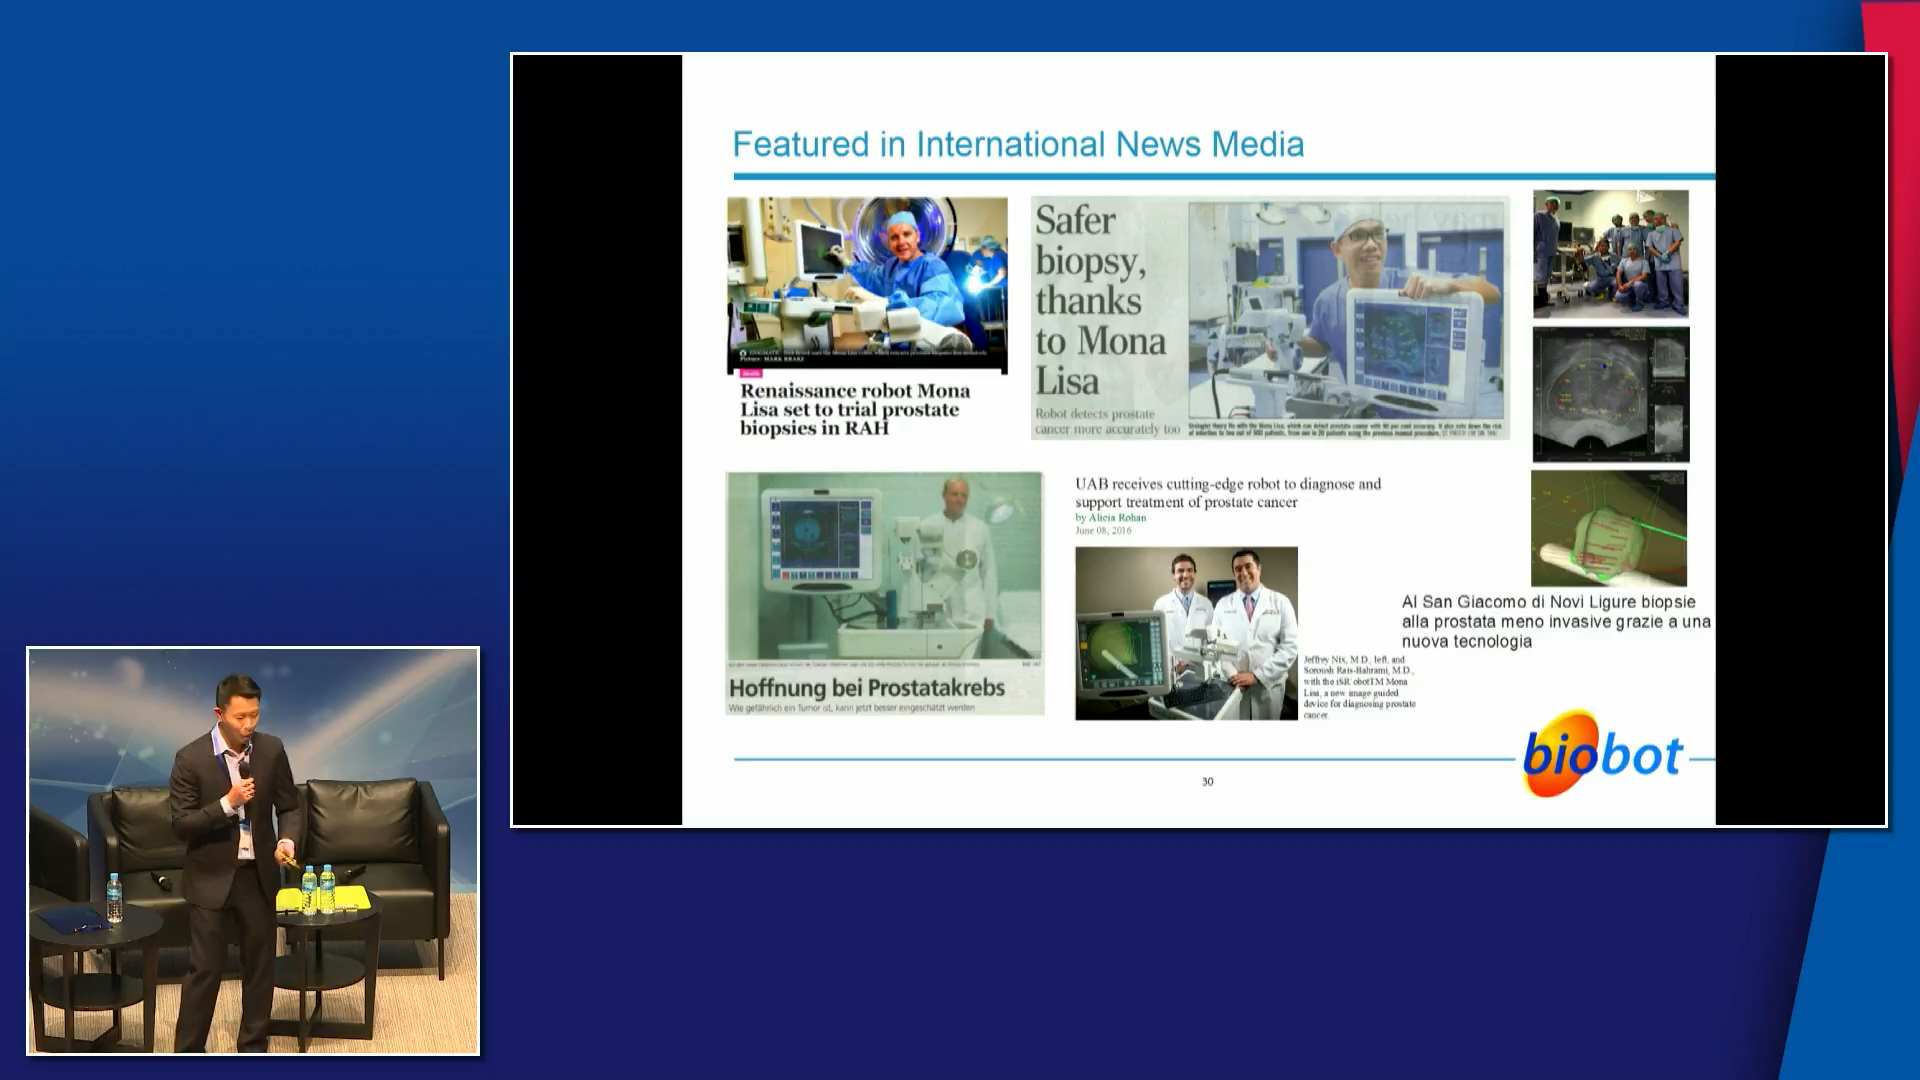 Featured in International News Media
Renaissance robot Mona
Lisa set to trial prostate
biopsies in RAH
Safer
biopsy,
thanks
to Mona
Lisa
Robot detects prostate
cancer more accurately too
Hoffnung bei Prostatakrebs
Wie gefährlich ein Tumor ist, kann jetzt besser eingeschätzt werden
UAB receives cutting-edge robot to diagnose and
support treatment of prostate cancer
by Alicia Rohan
June 08, 2016
Jeffrey Nix, M.D., left, and
Soroush Rais-Bahrami, M.D.,
with the iSR'obotTM Mona
Lisa, a new image guided
device for diagnosing prostate
cancer.
Al San Giacomo di Novi Ligure biopsie
alla prostata meno invasive grazie a una
nuova tecnologia
biobot
30